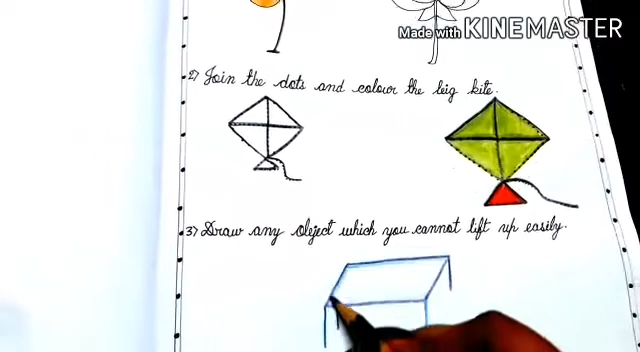 Made with KINEMASTER
2) Join the dots and colour the big kite.
3) Draw any object which you cannot lift up easily.